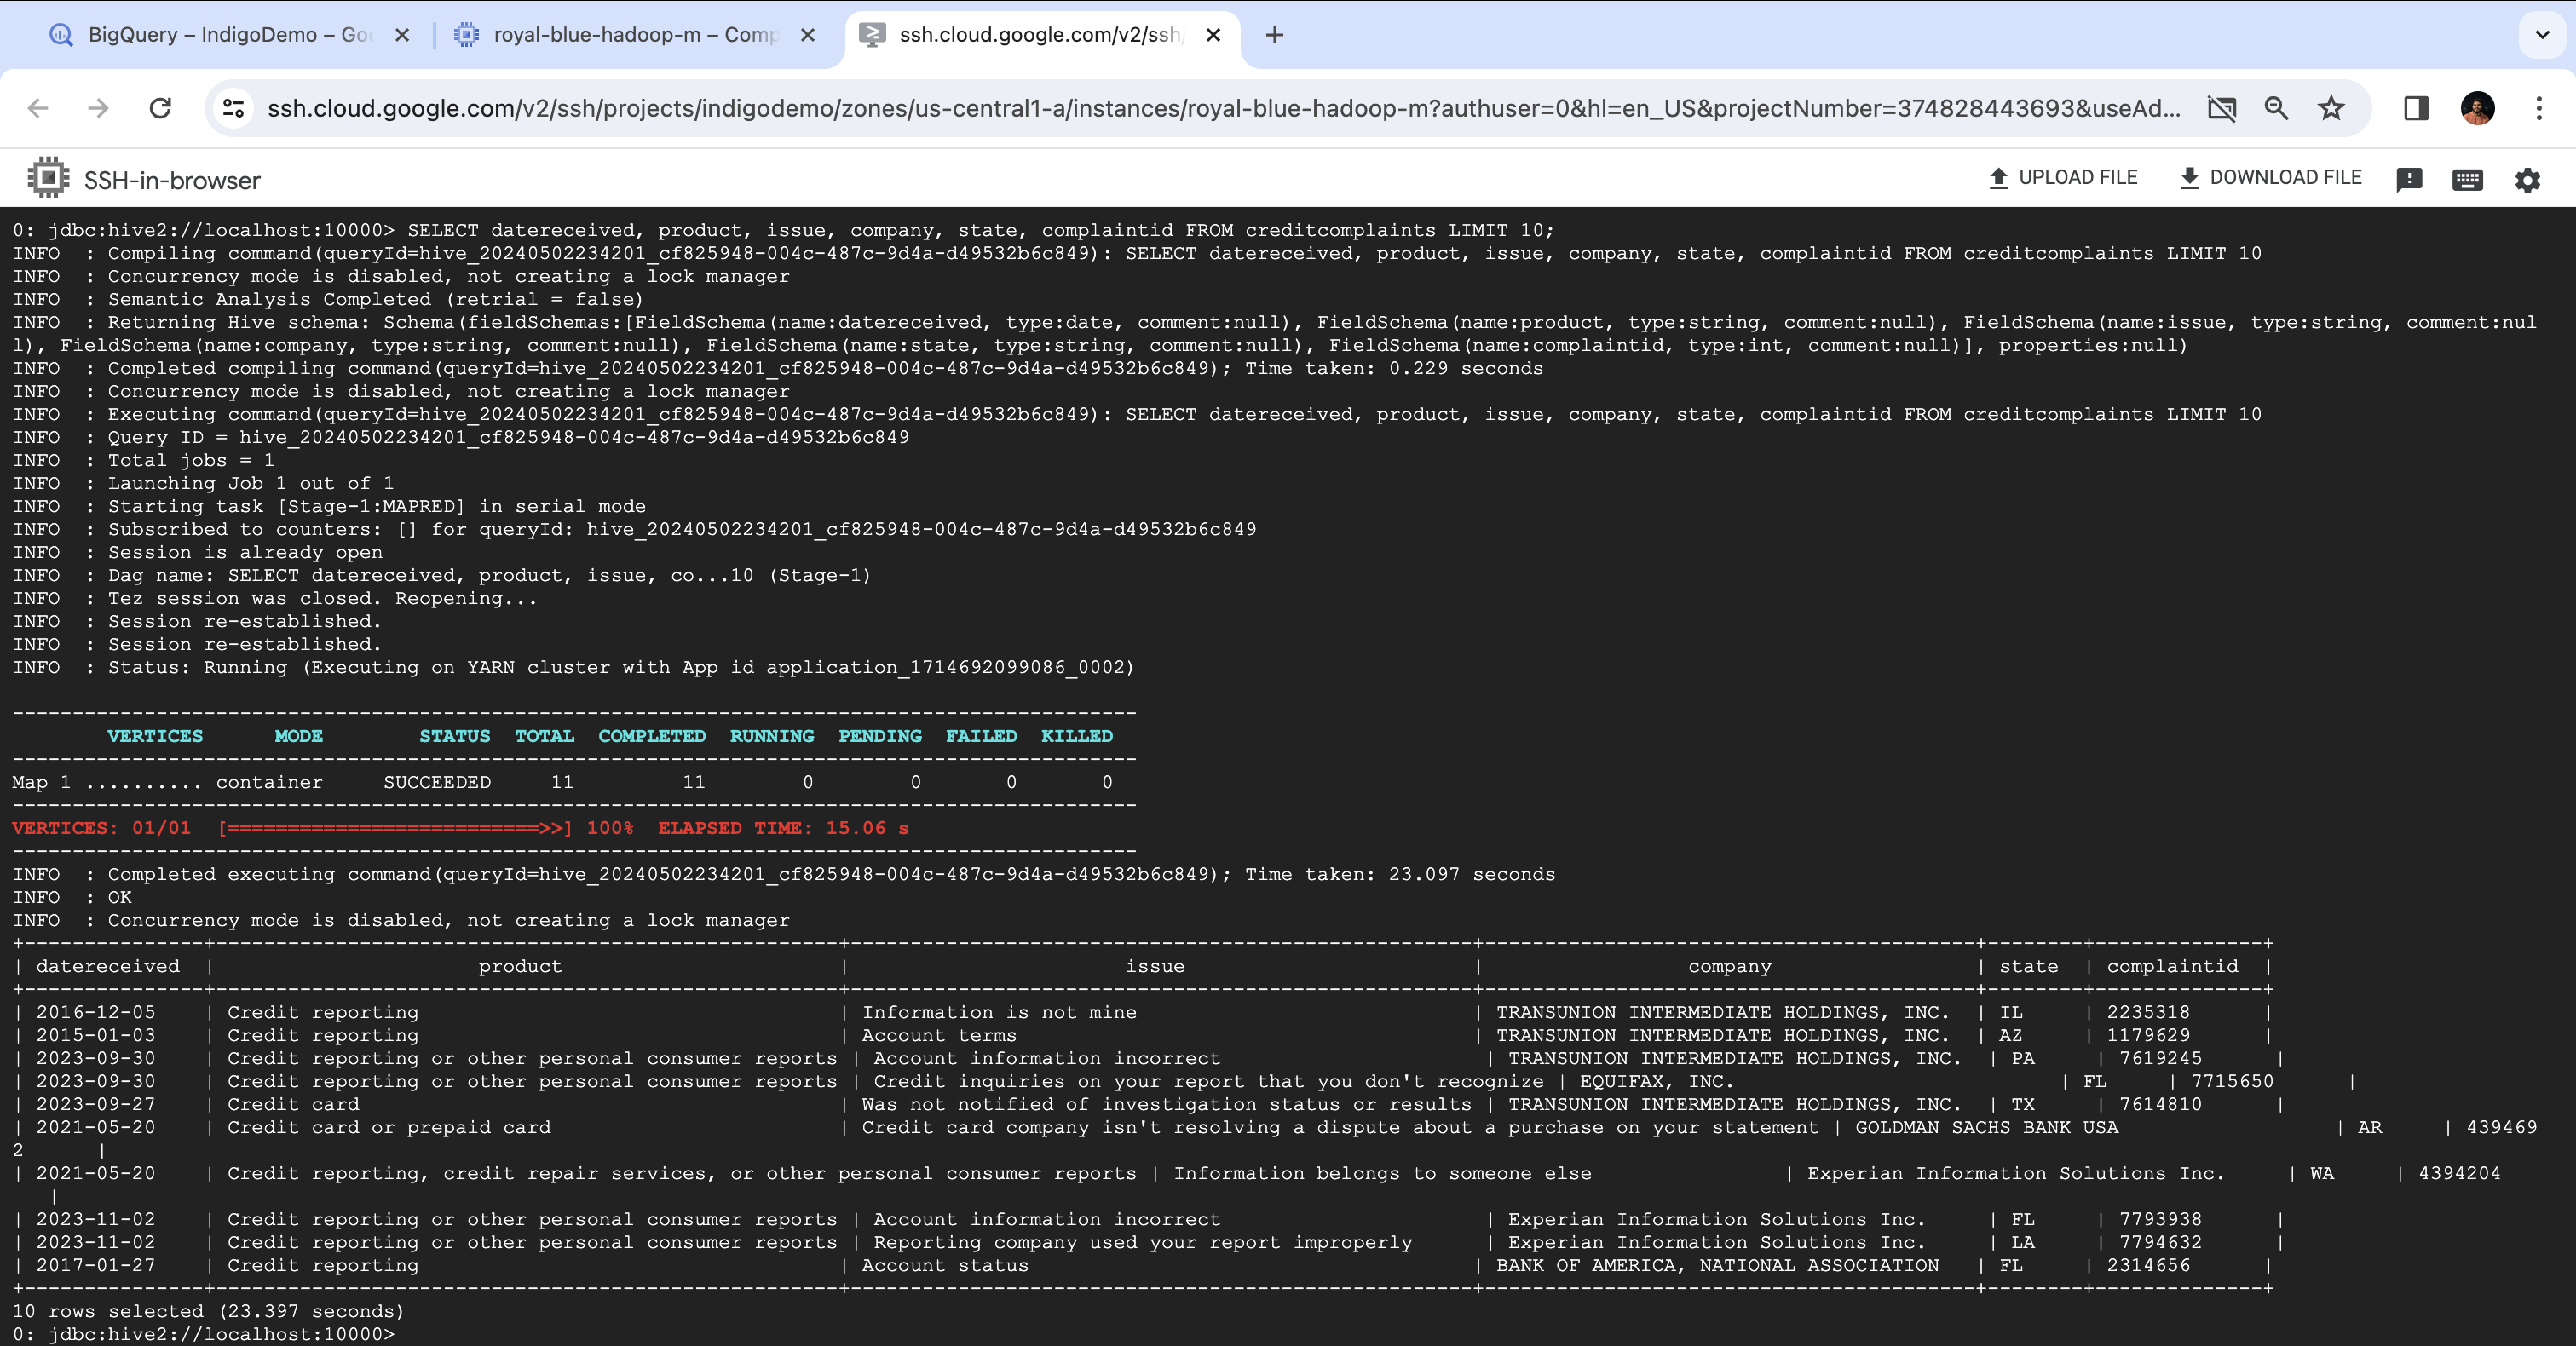 BigQuery – IndigoDemo – Goo
royal-blue-hadoop-m – Comp
ssh.cloud.google.com/v2/ssh/
ssh.cloud.google.com/v2/ssh/projects/indigodemo/zones/us-central1-a/instances/royal-blue-hadoop-m?authuser=0&hl=en_US&projectNumber=374828443693&useAd...
SSH-in-browser
UPLOAD FILE
DOWNLOAD FILE
0: jdbc:hive2://localhost:10000> SELECT datereceived, product, issue, company, state, complaintid FROM creditcomplaints LIMIT 10;
INFO  : Compiling command(queryId=hive_20240502234201_cf825948-004c-487c-9d4a-d49532b6c849): SELECT datereceived, product, issue, company, state, complaintid FROM creditcomplaints LIMIT 10
INFO  : Concurrency mode is disabled, not creating a lock manager
INFO  : Semantic Analysis Completed (retrial = false)
INFO  : Returning Hive schema: Schema(fieldSchemas:[FieldSchema(name:datereceived, type:date, comment:null), FieldSchema(name:product, type:string, comment:null), FieldSchema(name:issue, type:string, comment:nul
l), FieldSchema(name:company, type:string, comment:null), FieldSchema(name:state, type:string, comment:null), FieldSchema(name:complaintid, type:int, comment:null)], properties:null)
INFO  : Completed compiling command(queryId=hive_20240502234201_cf825948-004c-487c-9d4a-d49532b6c849); Time taken: 0.229 seconds
INFO  : Concurrency mode is disabled, not creating a lock manager
INFO  : Executing command(queryId=hive_20240502234201_cf825948-004c-487c-9d4a-d49532b6c849): SELECT datereceived, product, issue, company, state, complaintid FROM creditcomplaints LIMIT 10
INFO  : Query ID = hive_20240502234201_cf825948-004c-487c-9d4a-d49532b6c849
INFO  : Total jobs = 1
INFO  : Launching Job 1 out of 1
INFO  : Starting task [Stage-1:MAPRED] in serial mode
INFO  : Subscribed to counters: [] for queryId: hive_20240502234201_cf825948-004c-487c-9d4a-d49532b6c849
INFO  : Session is already open
INFO  : Dag name: SELECT datereceived, product, issue, co...10 (Stage-1)
INFO  : Tez session was closed. Reopening...
INFO  : Session re-established.
INFO  : Session re-established.
INFO  : Status: Running (Executing on YARN cluster with App id application_1714692099086_0002)
----------------------------------------------------------------------------------------------
VERTICES      MODE        STATUS  TOTAL  COMPLETED  RUNNING  PENDING  FAILED  KILLED
----------------------------------------------------------------------------------------------
Map 1 .......... container     SUCCEEDED     11         11        0        0       0       0
----------------------------------------------------------------------------------------------
VERTICES: 01/01  [==========================>>] 100%  ELAPSED TIME: 15.06 s
----------------------------------------------------------------------------------------------
INFO  : Completed executing command(queryId=hive_20240502234201_cf825948-004c-487c-9d4a-d49532b6c849); Time taken: 23.097 seconds
INFO  : OK
INFO  : Concurrency mode is disabled, not creating a lock manager
| datereceived | product | issue | company | state | complaintid |
| 2016-12-05 | Credit reporting | Information is not mine | TRANSUNION INTERMEDIATE HOLDINGS, INC. | IL | 2235318 |
| 2015-01-03 | Credit reporting | Account terms | TRANSUNION INTERMEDIATE HOLDINGS, INC. | AZ | 1179629 |
| 2023-09-30 | Credit reporting or other personal consumer reports | Account information incorrect | TRANSUNION INTERMEDIATE HOLDINGS, INC. | PA | 7619245 |
| 2023-09-30 | Credit reporting or other personal consumer reports | Credit inquiries on your report that you don't recognize | EQUIFAX, INC. | FL | 7715650 |
| 2023-09-27 | Credit card | Was not notified of investigation status or results | TRANSUNION INTERMEDIATE HOLDINGS, INC. | TX | 7614810 |
| 2021-05-20 | Credit card or prepaid card | Credit card company isn't resolving a dispute about a purchase on your statement | GOLDMAN SACHS BANK USA | AR | 439469
2 |
| 2021-05-20 | Credit reporting, credit repair services, or other personal consumer reports | Information belongs to someone else | Experian Information Solutions Inc. | WA | 4394204
|
| 2023-11-02 | Credit reporting or other personal consumer reports | Account information incorrect | Experian Information Solutions Inc. | FL | 7793938 |
| 2023-11-02 | Credit reporting or other personal consumer reports | Reporting company used your report improperly | Experian Information Solutions Inc. | LA | 7794632 |
| 2017-01-27 | Credit reporting | Account status | BANK OF AMERICA, NATIONAL ASSOCIATION | FL | 2314656 |
10 rows selected (23.397 seconds)
0: jdbc:hive2://localhost:10000>